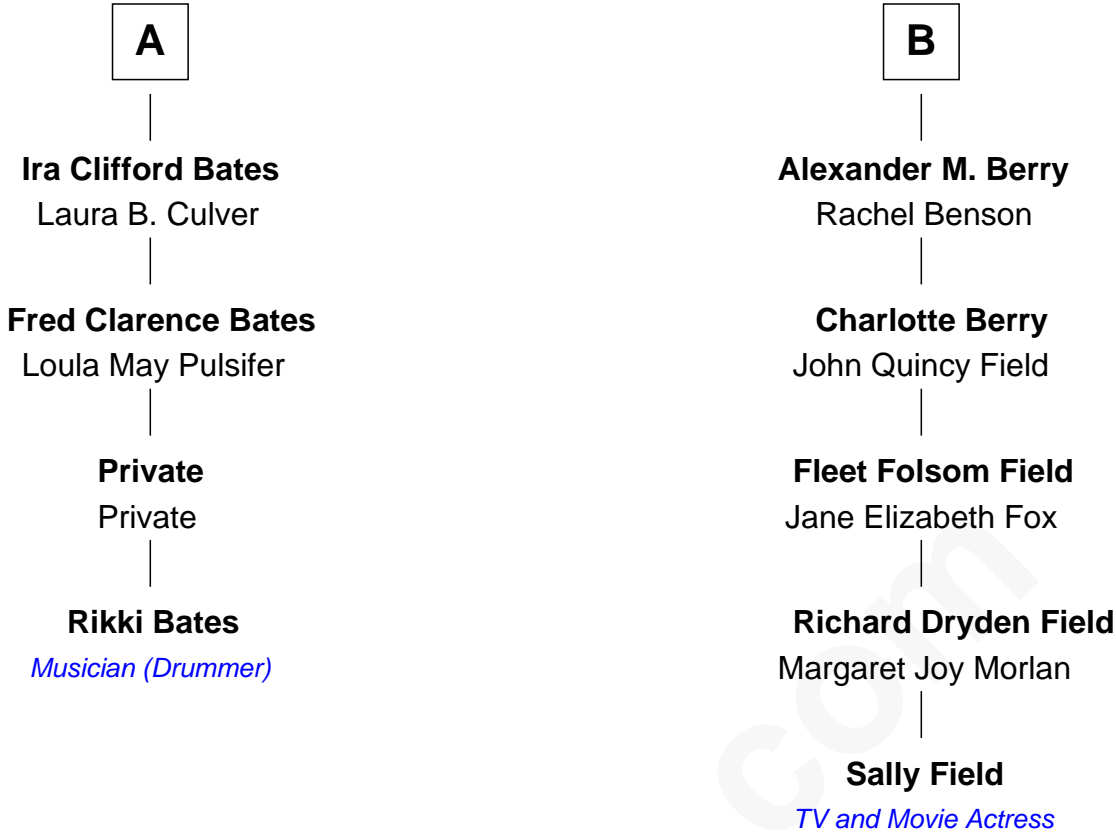 A
Ira Clifford Bates
Laura B. Culver
Fred Clarence Bates
Loula May Pulsifer
Private
Private
Rikki Bates
Musician (Drummer)
B
Alexander M. Berry
Rachel Benson
Charlotte Berry
John Quincy Field
Fleet Folsom Field
Jane Elizabeth Fox
Richard Dryden Field
Margaret Joy Morlan
Sally Field
TV and Movie Actress
com